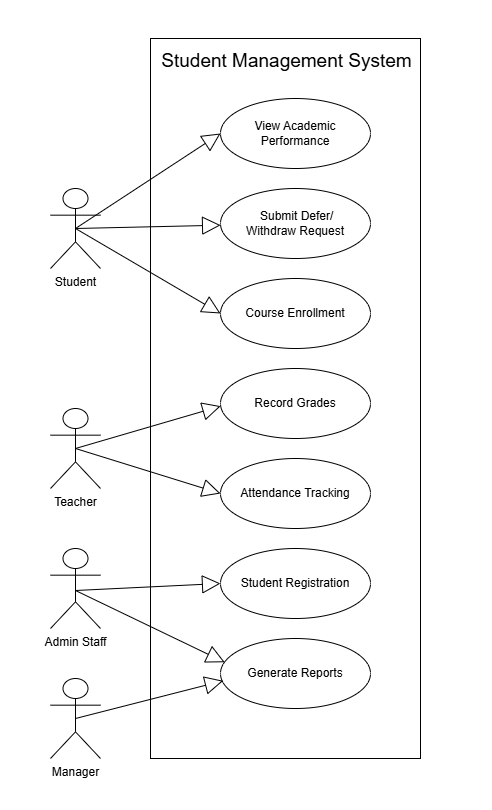 Student Management System
View Academic
Performance
Submit Defer/
Withdraw Request
Student
Course Enrollment
Record Grades
Teacher
Attendance Tracking
Student Registration
Admin Staff
Generate Reports
Manager